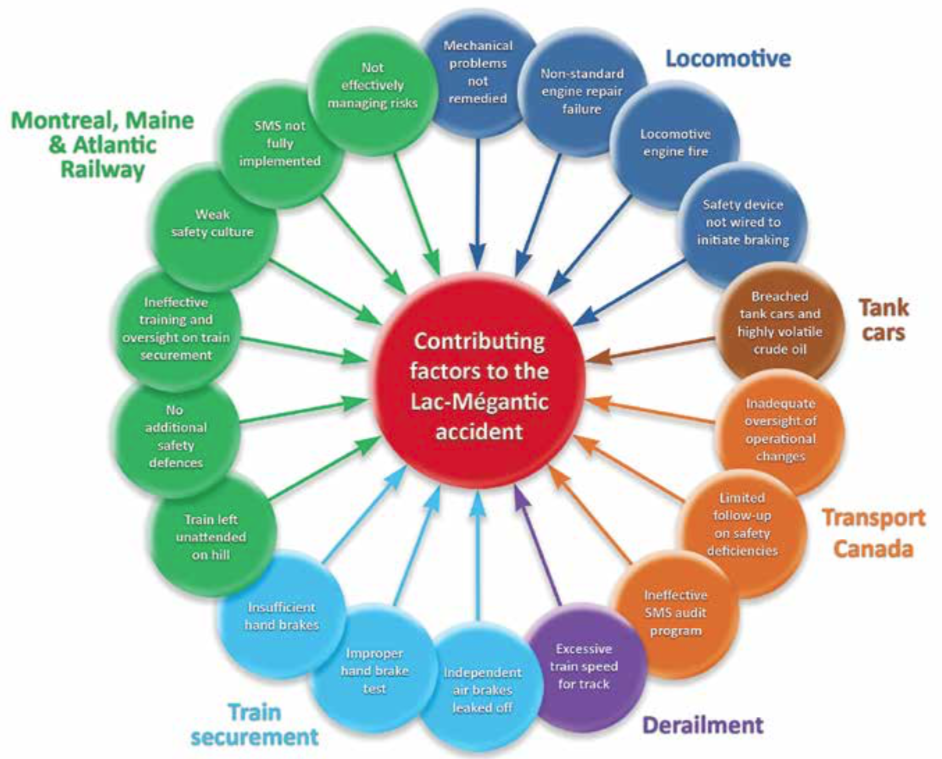 Contributing
factors to the
Lac-Mégantic
accident
Locomotive
Mechanical
problems
not
remedied
Non-standard
engine repair
failure
Locomotive
engine fire
Safety device
not wired to
initiate braking
Tank
cars
Breached
tank cars and
highly volatile
crude oil
Transport
Canada
Inadequate
oversight of
operational
changes
Limited
follow-up
on safety
deficiencies
Ineffective
SMS audit
program
Derailment
Excessive
train speed
for track
Train
securement
Independent
air brakes
leaked off
Improper
hand brake
test
Insufficient
hand brakes
Montreal, Maine
& Atlantic
Railway
Train left
unattended
on hill
No
additional
safety
defences
Ineffective
training and
oversight on train
securement
Weak
safety culture
SMS not
fully
implemented
Not
effectively
managing risks